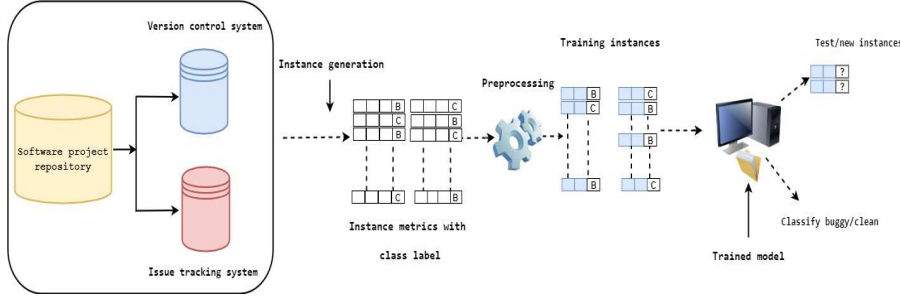 Version control system
Software project
repository
Issue tracking system
Instance generation
B
C
C
B
B
C
C
B
Instance metrics with
class label
Preprocessing
Training instances
B
C
C
B
B
B
C
Test/new instances
?
?
Classify buggy/clean
Trained model